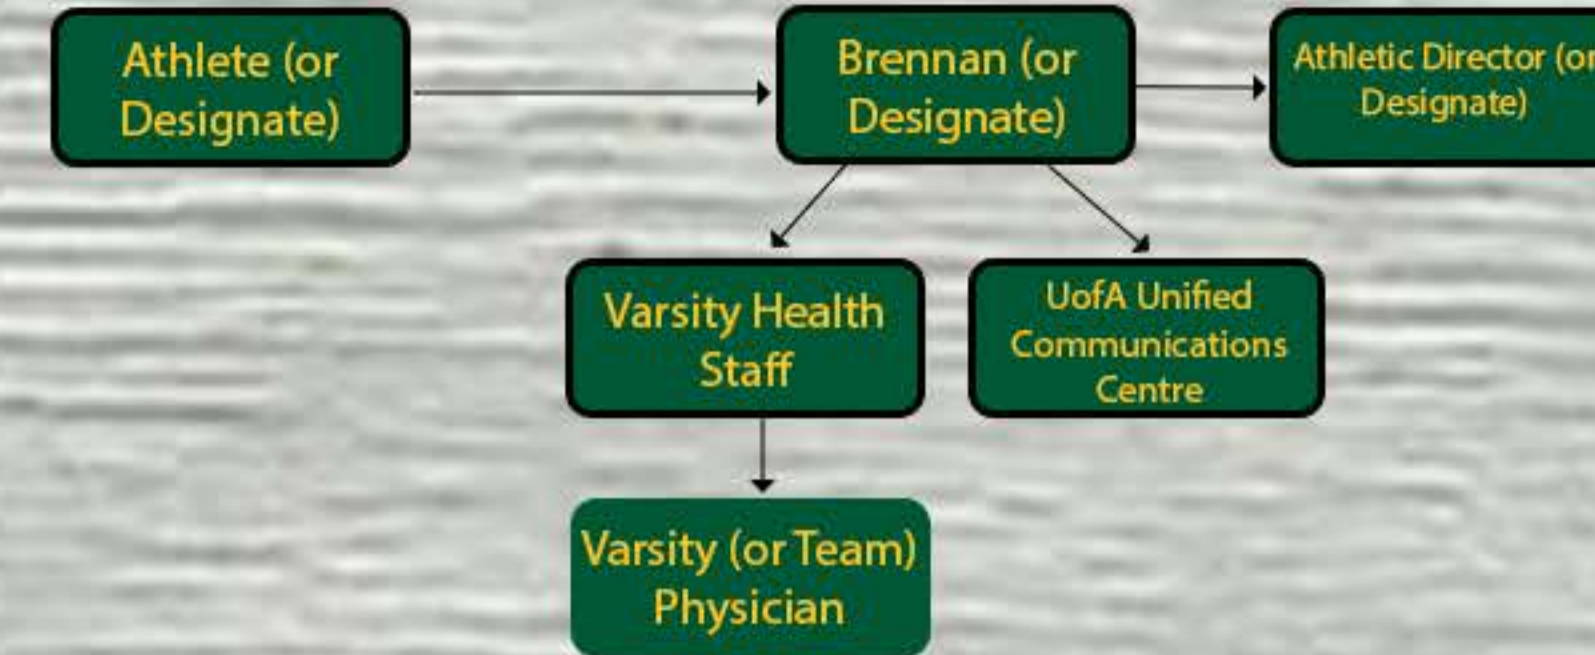 Athlete (or
Designate)
Brennan (or
Designate)
Athletic Director (or
Designate)
Varsity Health
Staff
UofA Unified
Communications
Centre
Varsity (or Team)
Physician